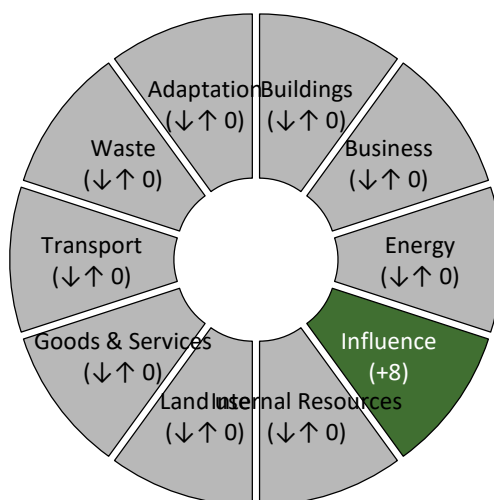 Adaptation
(↓↑ 0)
Buildings
(↓↑ 0)
Business
(↓↑ 0)
Energy
(↓↑ 0)
Influence
(+8)
Internal Resources
(↓↑ 0)
Land use
(↓↑ 0)
Goods & Services
(↓↑ 0)
Transport
(↓↑ 0)
Waste
(↓↑ 0)